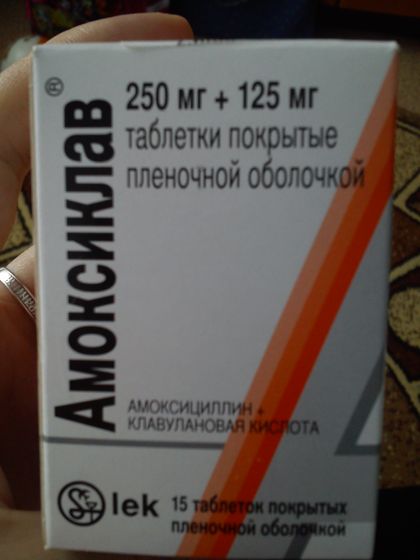 Амоксиклав®
250 мг + 125 мг
таблетки покрытые
пленочной оболочкой
АМОКСИЦИЛЛИН +
КЛАВУЛАНОВАЯ КИСЛОТА
lek
15 таблеток покрытых
пленочной оболочкой